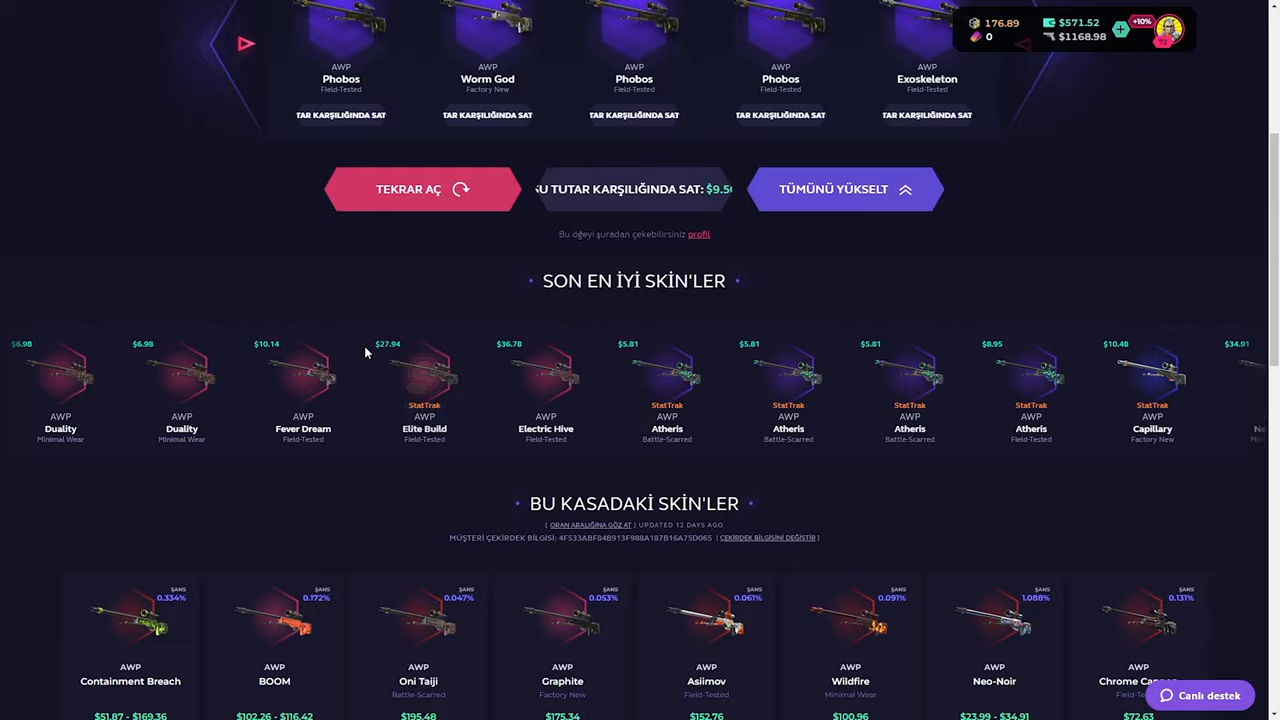 176.89
$571.52
+10%
0
$1168.98
AWP
Phobos
Field-Tested
TAR KARŞILIĞINDA SAT
AWP
Worm God
Factory New
TAR KARŞILIĞINDA SAT
AWP
Phobos
Field-Tested
TAR KARŞILIĞINDA SAT
AWP
Phobos
Field-Tested
TAR KARŞILIĞINDA SAT
AWP
Exoskeleton
Field-Tested
TAR KARŞILIĞINDA SAT
TEKRAR AÇ
U TUTAR KARŞILIĞINDA SAT: $9.5
TÜMÜNÜ YÜKSELT
Bu öğeyi şuradan çekebilirsiniz profil
SON EN İYİ SKİN'LER
$6.98
AWP
Duality
Minimal Wear
$6.98
AWP
Duality
Minimal Wear
$10.14
AWP
Fever Dream
Field-Tested
$27.94
StatTrak
AWP
Elite Build
Field-Tested
$36.78
AWP
Electric Hive
Field-Tested
$5.81
StatTrak
AWP
Atheris
Battle-Scarred
$5.81
StatTrak
AWP
Atheris
Battle-Scarred
$5.81
StatTrak
AWP
Atheris
Battle-Scarred
$8.95
StatTrak
AWP
Atheris
Field-Tested
$10.48
StatTrak
AWP
Capillary
Factory New
$34.91
BU KASADAKİ SKİN'LER
[ ORAN ARALIĞINA GÖZ AT ] UPDATED 12 DAYS AGO
MÜŞTERİ ÇEKİRDEK BİLGİSİ: 4F533ABF84B913F988A187B16A75D065 [ ÇEKİRDEK BİLGİSİNİ DEĞİŞTİR ]
ŞANS
0.334%
AWP
Containment Breach
$51.87 - $169.36
ŞANS
0.172%
AWP
BOOM
$102.26 - $116.42
ŞANS
0.047%
AWP
Oni Taiji
Battle-Scarred
$195.48
ŞANS
0.053%
AWP
Graphite
Factory New
$175.34
ŞANS
0.061%
AWP
Asiimov
Field-Tested
$152.76
ŞANS
0.091%
AWP
Wildfire
Minimal Wear
$100.96
ŞANS
1.088%
AWP
Neo-Noir
$23.99 - $34.91
ŞANS
0.131%
AWP
Chrome
$72.63
Canlı destek